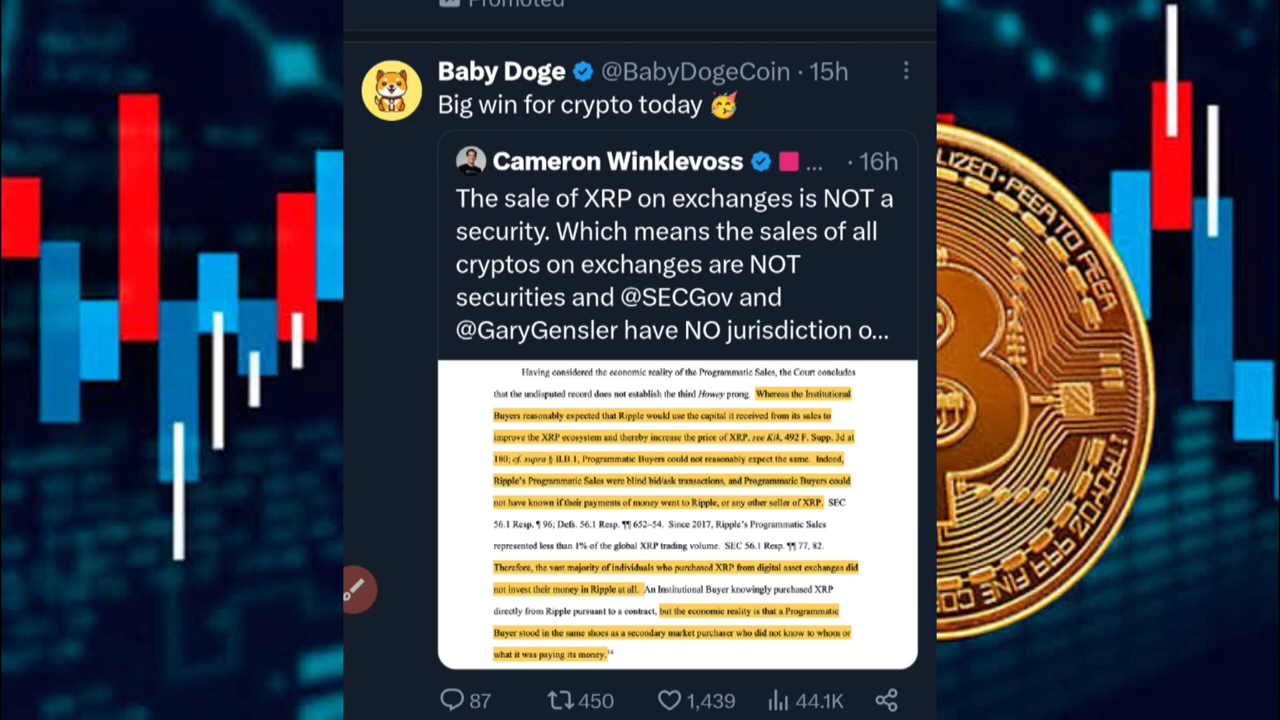 Promoted
Baby Doge @BabyDogeCoin · 15h
Big win for crypto today 🥳
Cameron Winklevoss ... · 16h
The sale of XRP on exchanges is NOT a
security. Which means the sales of all
cryptos on exchanges are NOT
securities and @SECGov and
@GaryGensler have NO jurisdiction o...
Having considered the economic reality of the Programmatic Sales, the Court concludes
that the undisputed record does not establish the third Howey prong. Whereas the Institutional
Buyers reasonably expected that Ripple would use the capital it received from its sales to
improve the XRP ecosystem and thereby increase the price of XRP, see Kik, 492 F. Supp. 3d at
180; cf. supra § II.B.1, Programmatic Buyers could not reasonably expect the same. Indeed,
Ripple's Programmatic Sales were blind bid/ask transactions, and Programmatic Buyers could
not have known if their payments of money went to Ripple, or any other seller of XRP. SEC
56.1 Resp. ¶ 96; Defs. 56.1 Resp. ¶¶ 652–54. Since 2017, Ripple's Programmatic Sales
represented less than 1% of the global XRP trading volume. SEC 56.1 Resp. ¶¶ 77, 82.
Therefore, the vast majority of individuals who purchased XRP from digital asset exchanges did
not invest their money in Ripple at all. An Institutional Buyer knowingly purchased XRP
directly from Ripple pursuant to a contract, but the economic reality is that a Programmatic
Buyer stood in the same shoes as a secondary market purchaser who did not know to whom or
what it was paying its money.16
87 450 1,439 44.1K
LIZED • PEER TO PEER